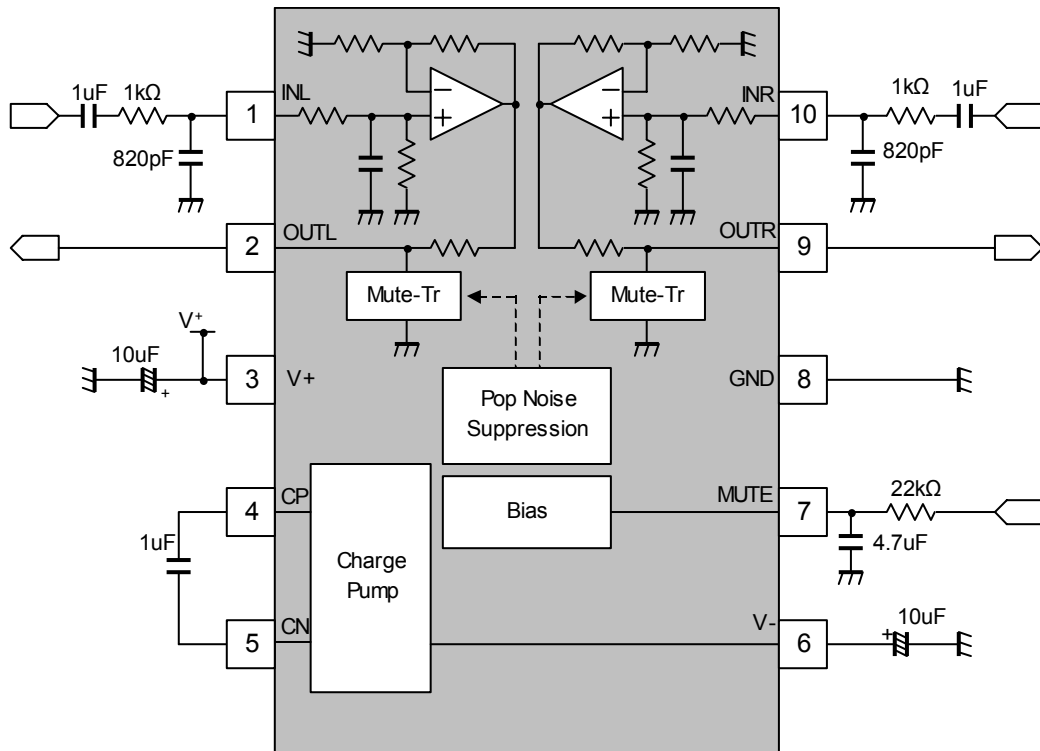 1uF
1kΩ
1
INL
820pF
INR
10
1kΩ
1uF
820pF
−
+
−
+
2
OUTL
OUTR
9
Mute-Tr
Mute-Tr
V+
10uF
+
3
V+
GND
8
Pop Noise
Suppression
4
CP
Bias
MUTE
7
22kΩ
4.7uF
1uF
Charge
Pump
5
CN
V-
6
+
10uF